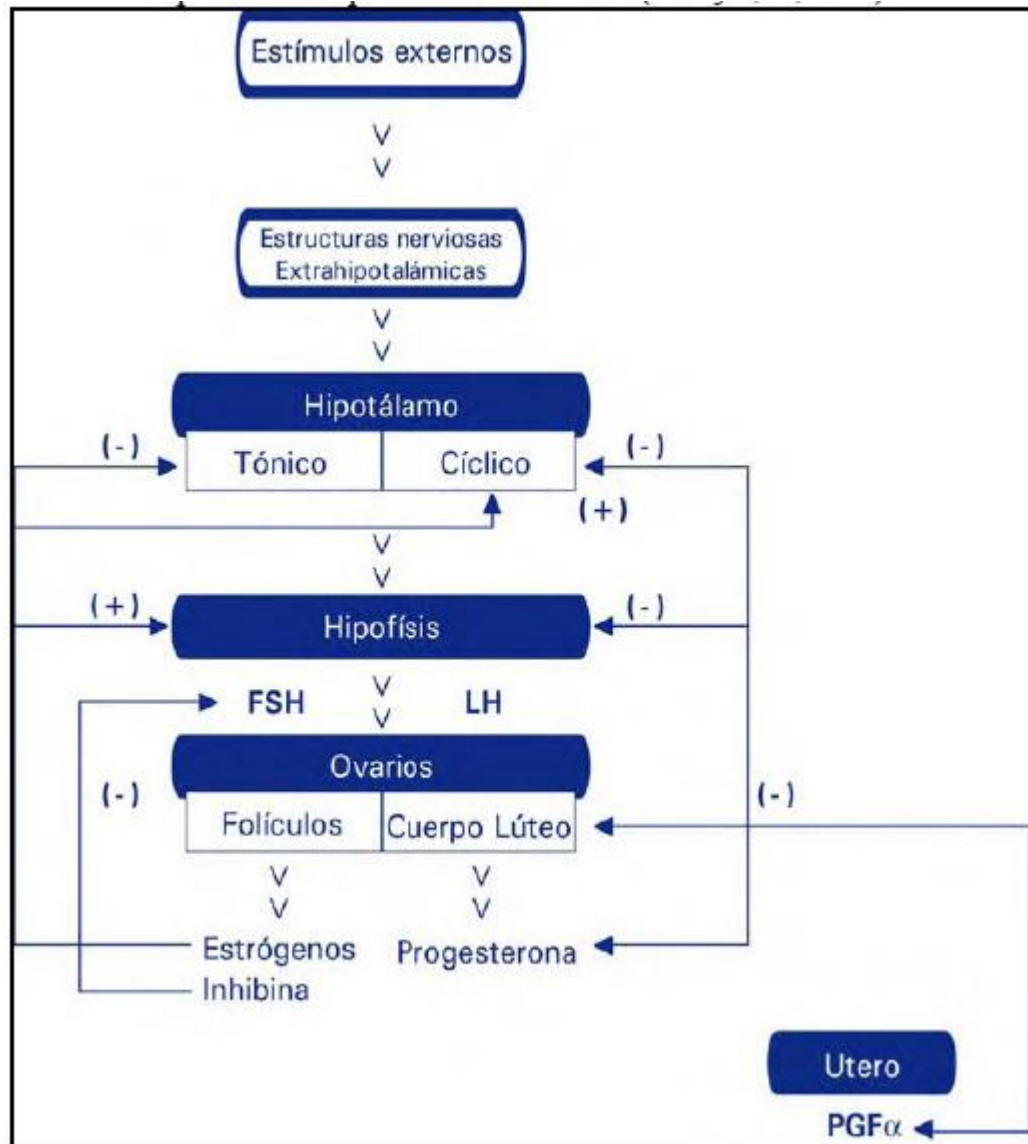 Estímulos externos
Estructuras nerviosas
Extrahipotalámicas
Hipotálamo
(-) Tónico Cíclico (-)
(+)
(+) Hipofísis (-)
FSH LH
Ovarios
(-) Folículos Cuerpo Lúteo (-)
Estrógenos Progesterona
Inhibina
Utero
PGFα